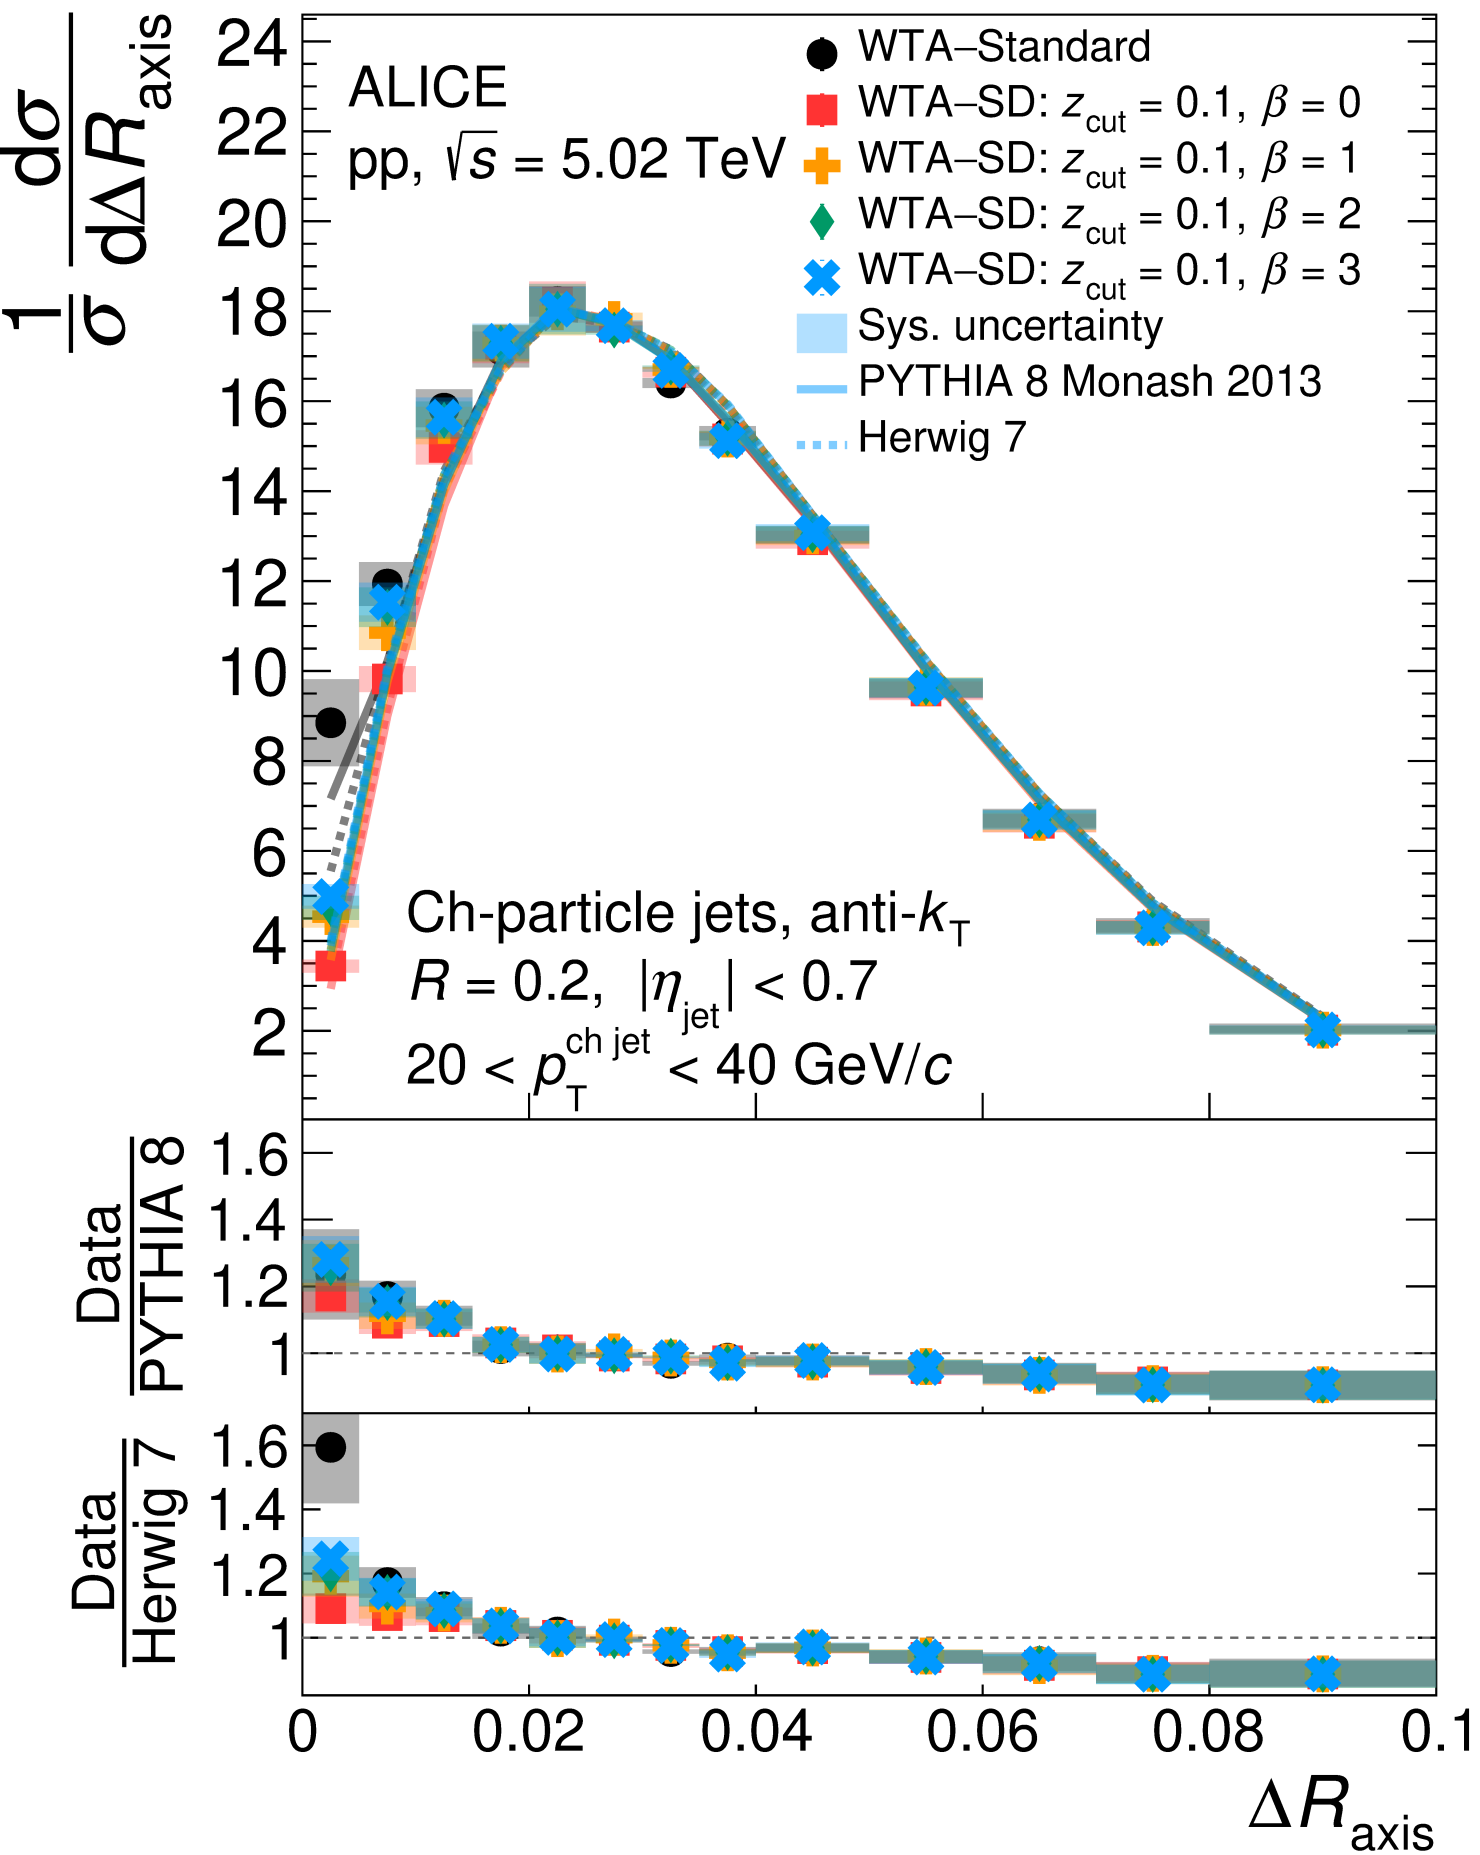 1/σ dσ/dΔR_axis
24
22
20
18
16
14
12
10
8
6
4
2
ALICE
pp, √s = 5.02 TeV
WTA–Standard
WTA–SD: z_cut = 0.1, β = 0
WTA–SD: z_cut = 0.1, β = 1
WTA–SD: z_cut = 0.1, β = 2
WTA–SD: z_cut = 0.1, β = 3
Sys. uncertainty
PYTHIA 8 Monash 2013
Herwig 7
Ch-particle jets, anti-k_T
R = 0.2, |η_jet| < 0.7
20 < p_T^ch jet < 40 GeV/c
Data
PYTHIA 8
1.6
1.4
1.2
1
Data
Herwig 7
1.6
1.4
1.2
1
0 0.02 0.04 0.06 0.08 0.1
ΔR_axis